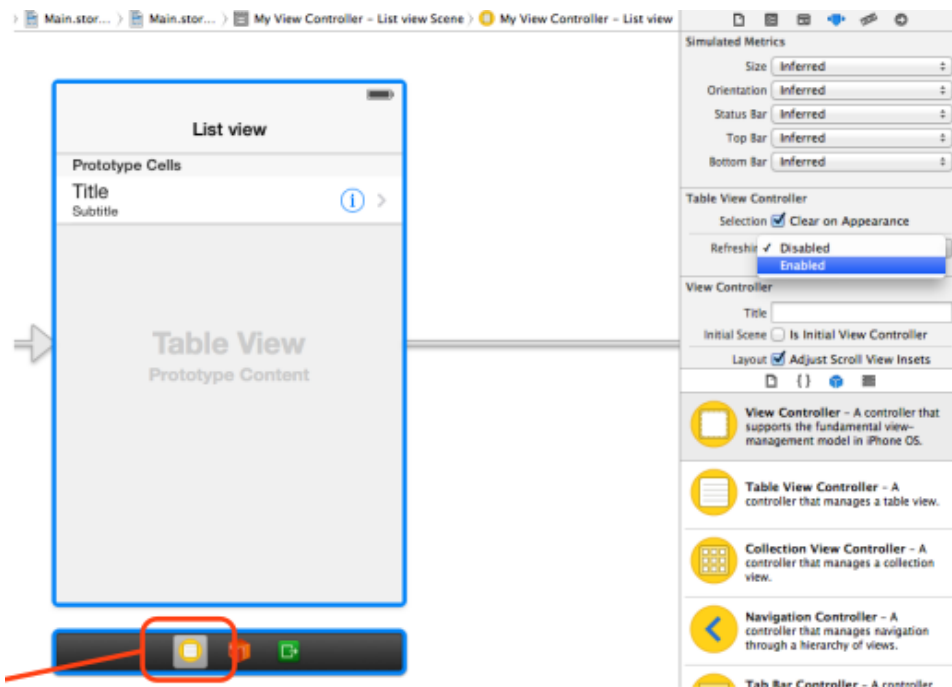 Main.stor... Main.stor... My View Controller – List view Scene My View Controller – List view
Simulated Metrics
Size Inferred
Orientation Inferred
Status Bar Inferred
Top Bar Inferred
Bottom Bar Inferred
Table View Controller
Selection Clear on Appearance
Refreshin Disabled
Enabled
View Controller
Title
Initial Scene Is Initial View Controller
Layout Adjust Scroll View Insets
View Controller – A controller that
supports the fundamental view-
management model in iPhone OS.
Table View Controller – A
controller that manages a table view.
Collection View Controller – A
controller that manages a collection
view.
Navigation Controller – A
controller that manages navigation
through a hierarchy of views.
Tab Bar Controller – A controller
List view
Prototype Cells
Title
Subtitle
Table View
Prototype Content